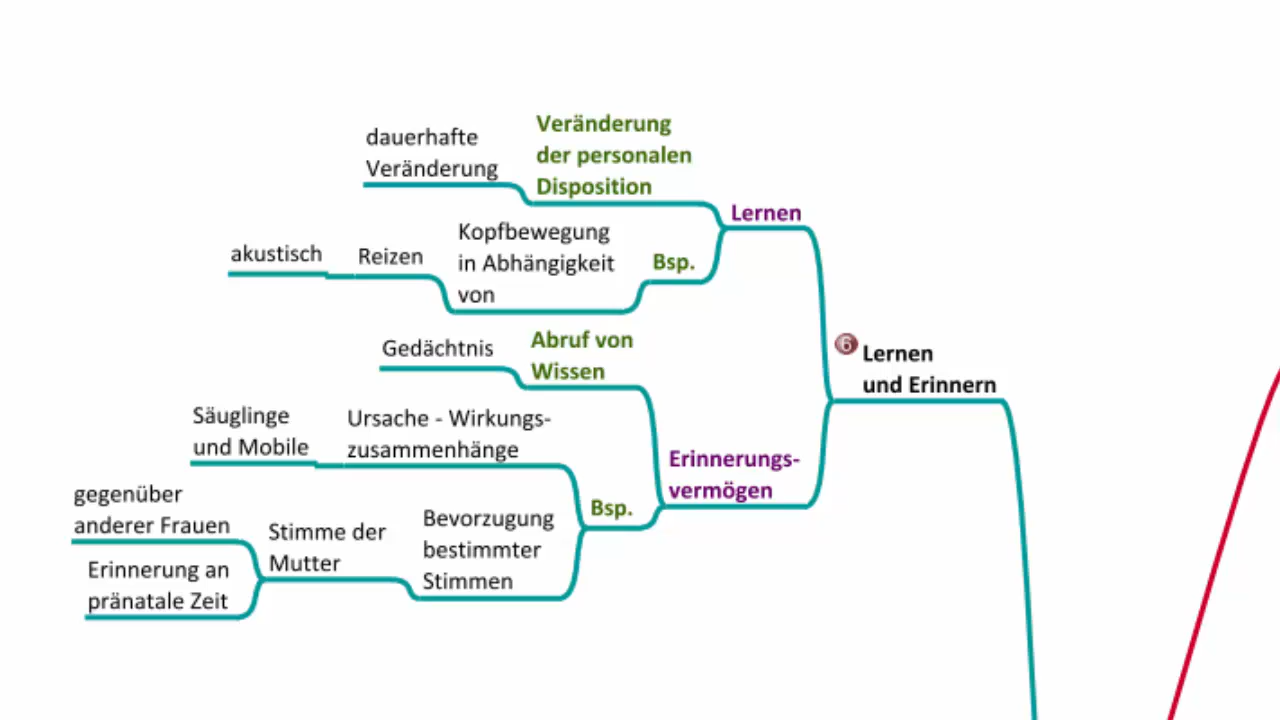 dauerhafte
Veränderung
Veränderung
der personalen
Disposition
Lernen
akustisch
Reizen
Kopfbewegung
in Abhängigkeit
von
Bsp.
Gedächtnis
Abruf von
Wissen
6
Lernen
und Erinnern
Säuglinge
und Mobile
Ursache - Wirkungs-
zusammenhänge
Erinnerungs-
vermögen
gegenüber
anderer Frauen
Erinnerung an
pränatale Zeit
Stimme der
Mutter
Bevorzugung
bestimmter
Stimmen
Bsp.